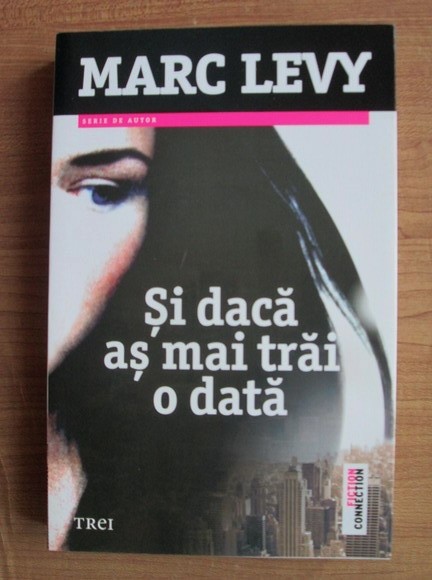 MARC LEVY
SERIE DE AUTOR
Și dacă
aș mai trăi
o dată
FICTION
CONNECTION
TREI